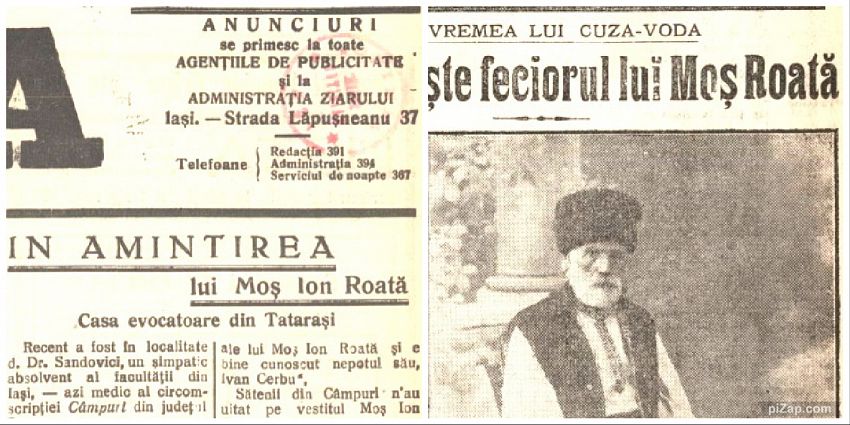 A
ANUNCIURI
se primesc la toate
AGENȚIILE DE PUBLICITATE
și la
ADMINISTRAȚIA ZIARULUI
Iași. — Strada Lăpușneanu 37
Telefoane
Redacția 391
Administrația 394
Serviciul de noapte 367
IN AMINTIREA
lui Moș Ion Roată
Casa evocatoare din Tatarași
Recent a fost în localitate
d. Dr. Sandovici, un simpatic
absolvent al facultății din
Iași, — azi medic al circom-
scripției Câmpuri din județul
ale lui Moș Ion Roată și e
bine cunoscut nepotul său,
Ivan Cerbu",
Sătenii din Câmpuri n'au
uitat pe vestitul Moș Ion
VREMEA LUI CUZA-VODA
ște feciorul lui Moș Roată
piZap.com